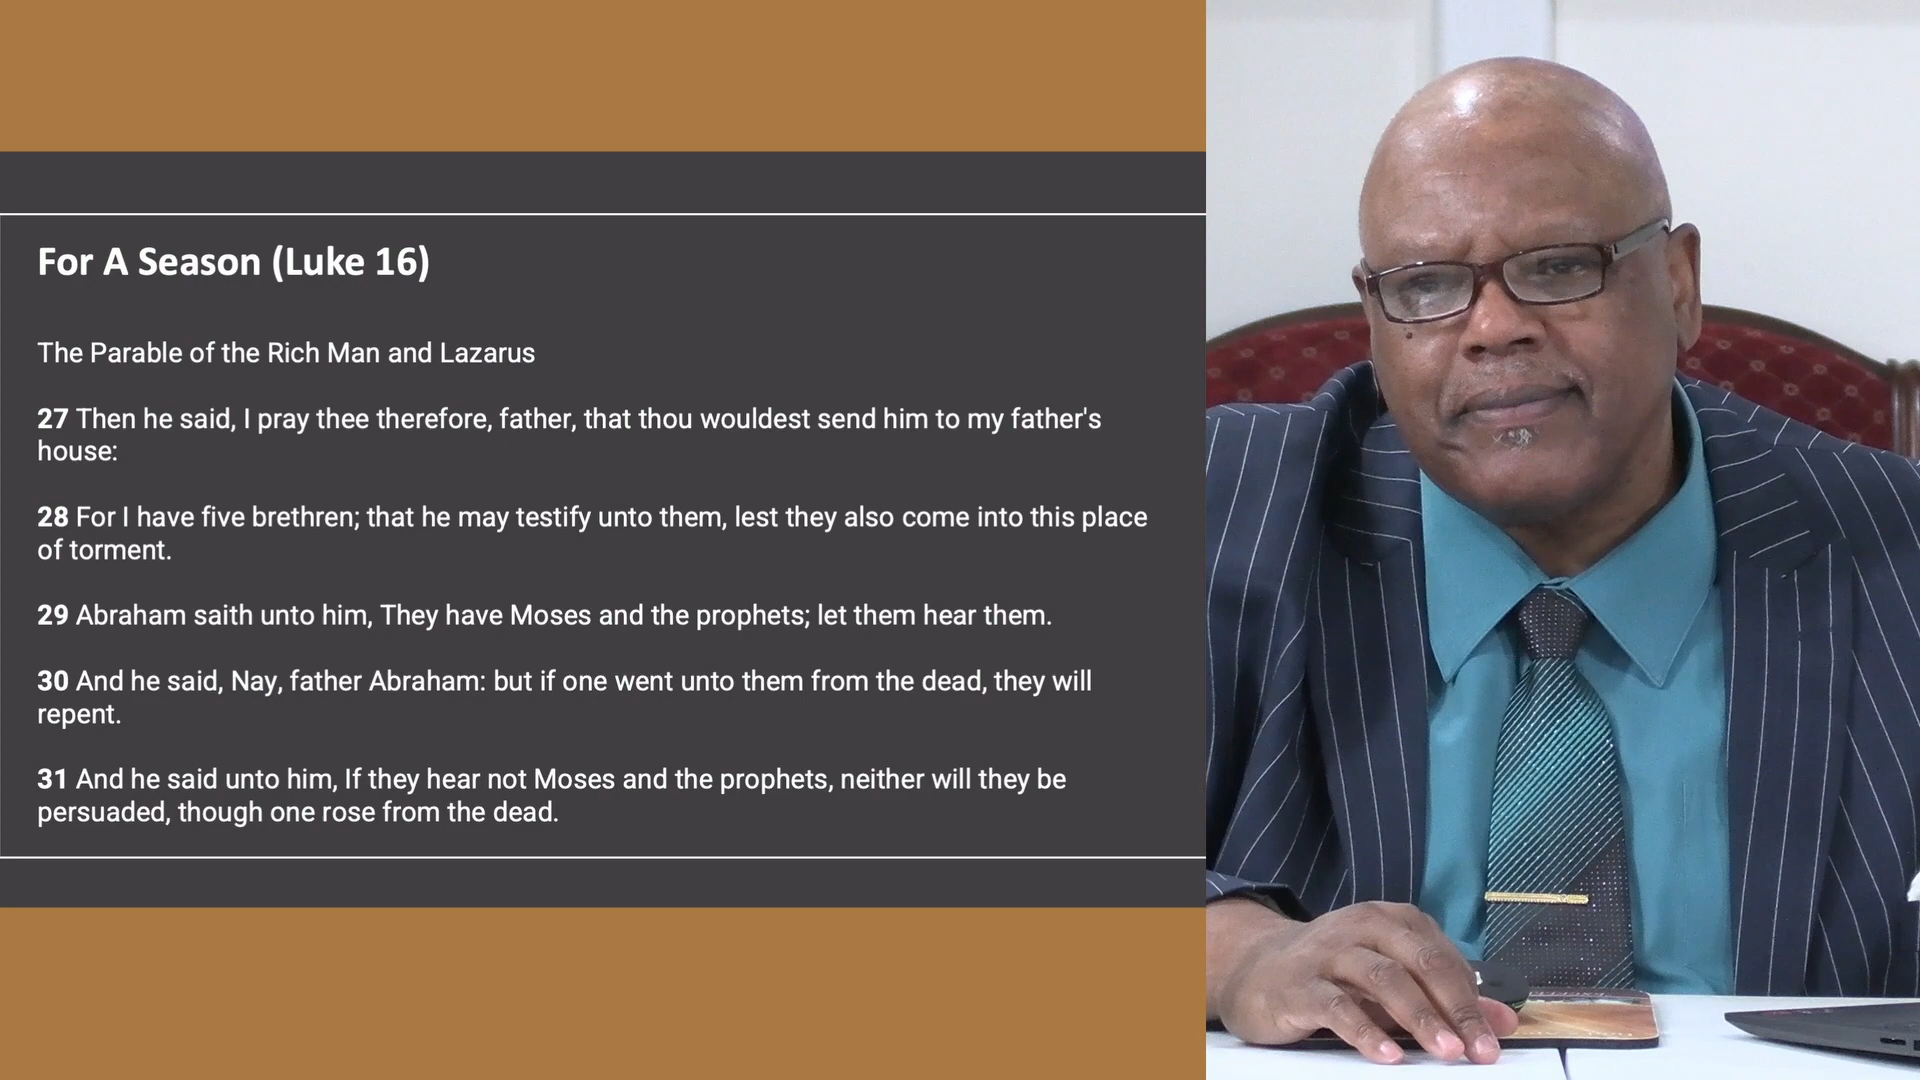 For A Season (Luke 16)
The Parable of the Rich Man and Lazarus
27 Then he said, I pray thee therefore, father, that thou wouldest send him to my father's
house:
28 For I have five brethren; that he may testify unto them, lest they also come into this place
of torment.
29 Abraham saith unto him, They have Moses and the prophets; let them hear them.
30 And he said, Nay, father Abraham: but if one went unto them from the dead, they will
repent.
31 And he said unto him, If they hear not Moses and the prophets, neither will they be
persuaded, though one rose from the dead.